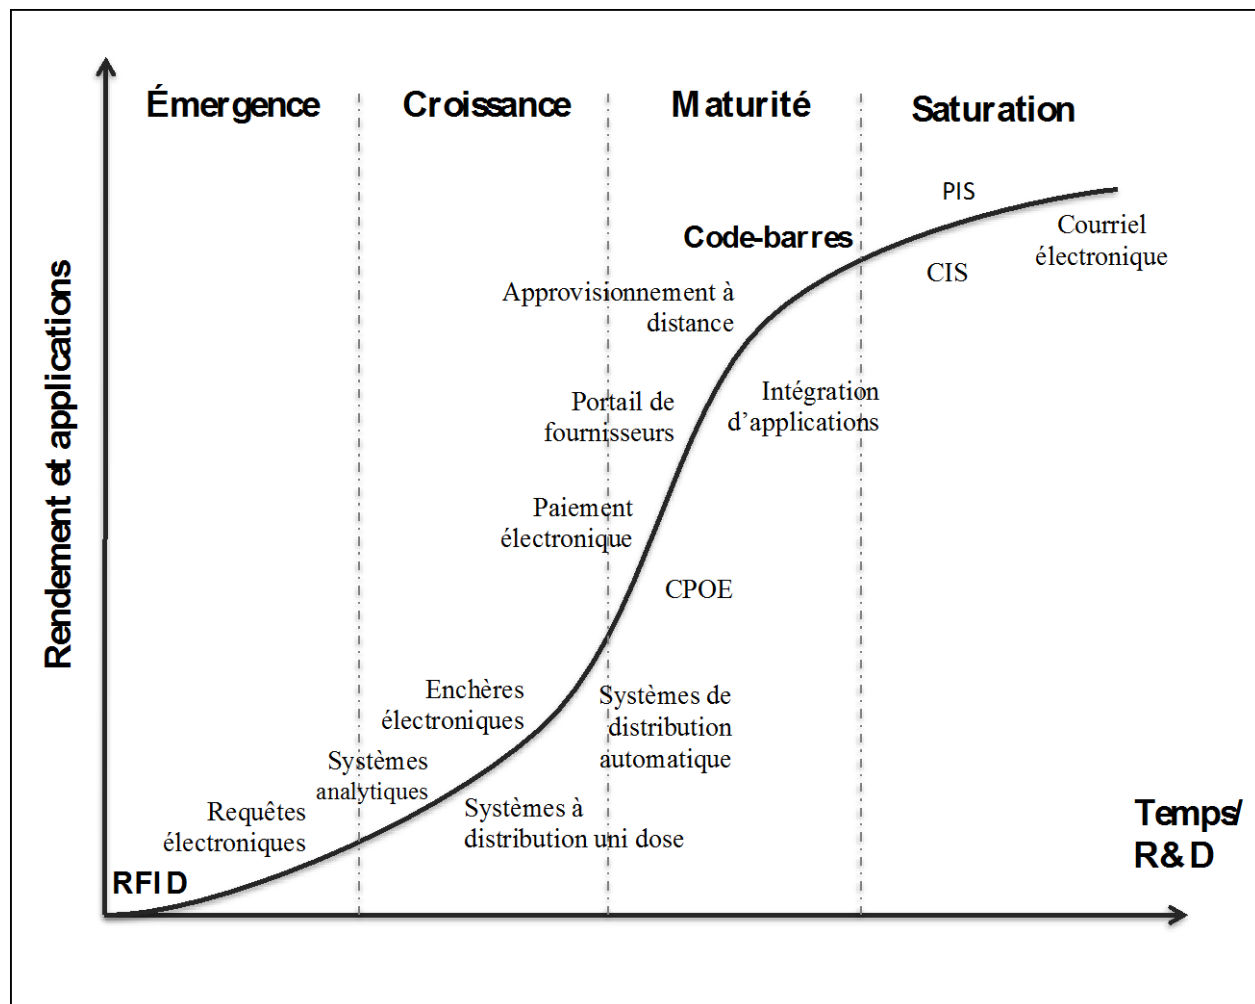 Émergence
Croissance
Maturité
Saturation
PIS
Courriel
électronique
Code-barres
CIS
Approvisionnement à
distance
Portail de
fournisseurs
Intégration
d’applications
Paiement
électronique
CPOE
Enchères
électroniques
Systèmes de
distribution
automatique
Systèmes
analytiques
Systèmes à
distribution uni dose
Requêtes
électroniques
RFID
Rendement et applications
Temps/
R&D